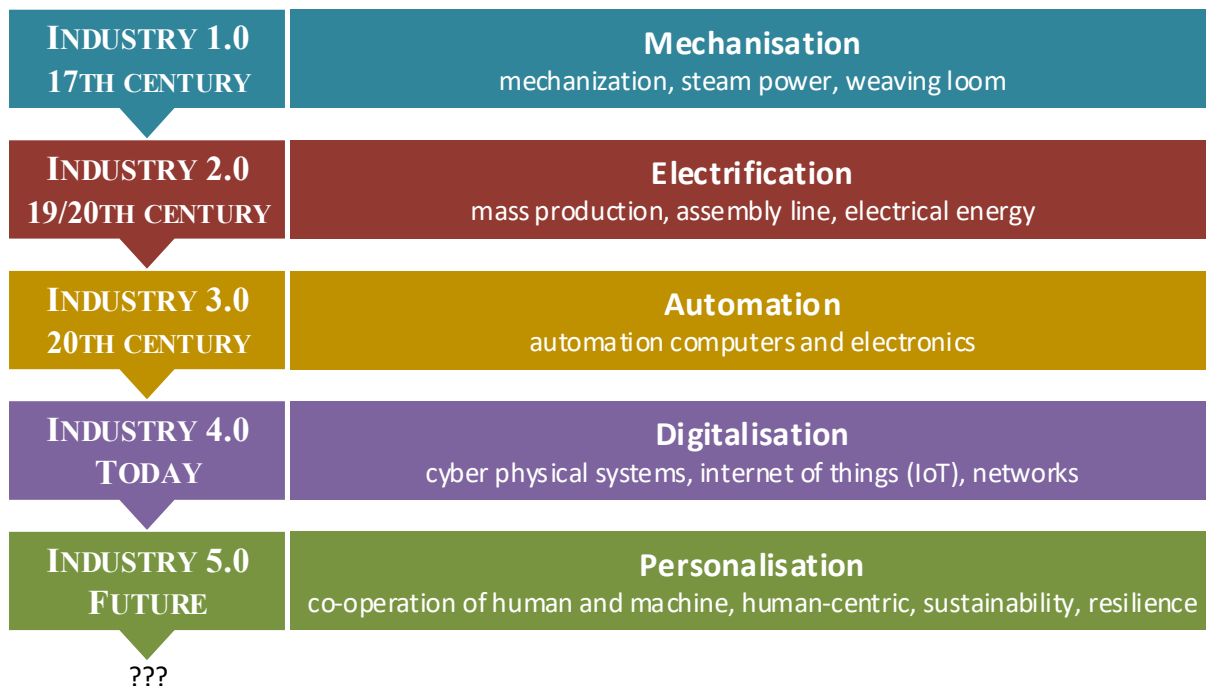 INDUSTRY 1.0
17TH CENTURY
Mechanisation
mechanization, steam power, weaving loom
INDUSTRY 2.0
19/20TH CENTURY
Electrification
mass production, assembly line, electrical energy
INDUSTRY 3.0
20TH CENTURY
Automation
automation computers and electronics
INDUSTRY 4.0
TODAY
Digitalisation
cyber physical systems, internet of things (IoT), networks
INDUSTRY 5.0
FUTURE
Personalisation
co-operation of human and machine, human-centric, sustainability, resilience
???